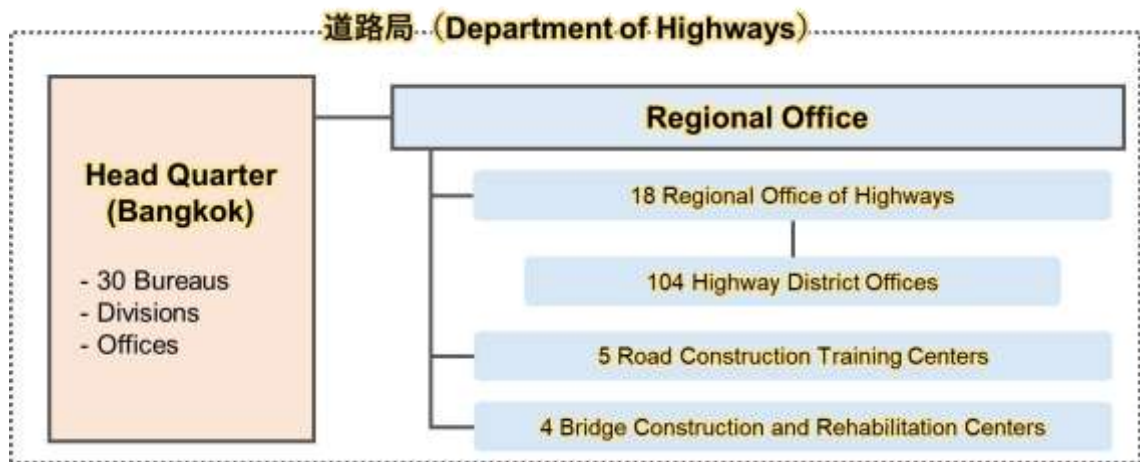 道路局（Department of Highways）
Head Quarter
(Bangkok)
- 30 Bureaus
- Divisions
- Offices
Regional Office
18 Regional Office of Highways
104 Highway District Offices
5 Road Construction Training Centers
4 Bridge Construction and Rehabilitation Centers